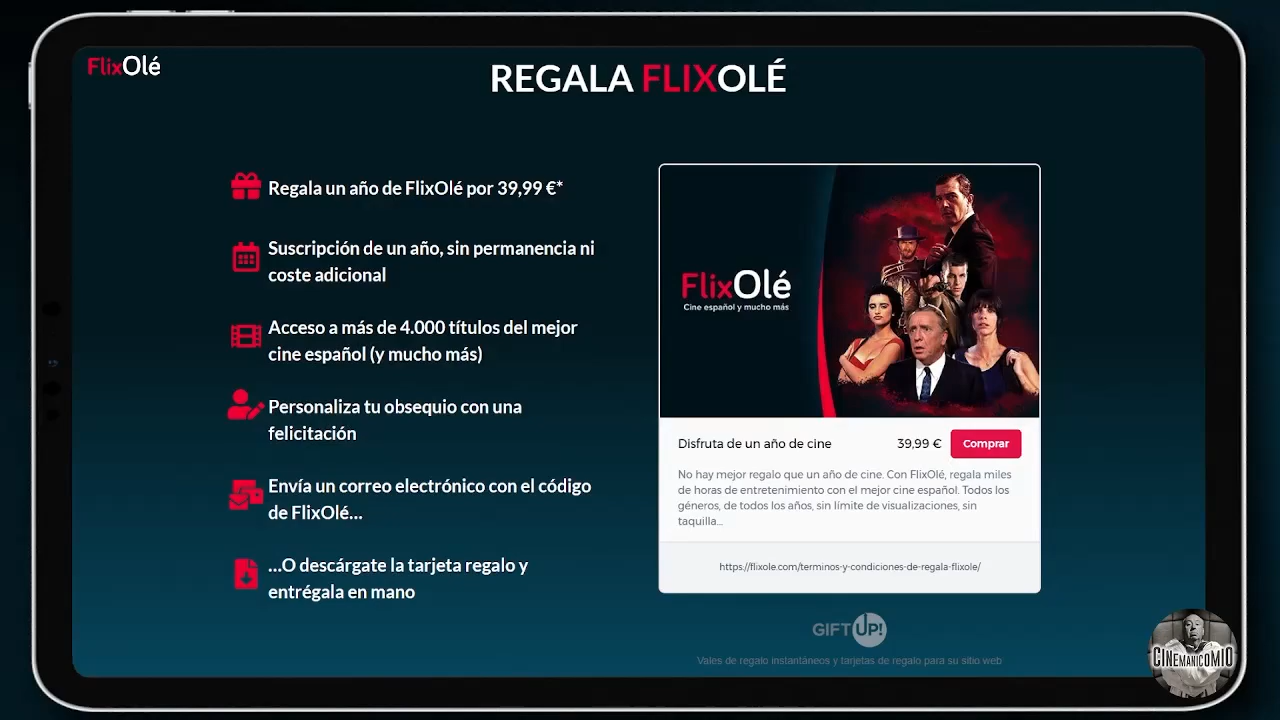 FlixOlé
REGALA FLIXOLÉ
Regala un año de FlixOlé por 39,99 €*
Suscripción de un año, sin permanencia ni
coste adicional
Acceso a más de 4.000 títulos del mejor
cine español (y mucho más)
Personaliza tu obsequio con una
felicitación
Envía un correo electrónico con el código
de FlixOlé...
...O descárgate la tarjeta regalo y
entrégala en mano
FlixOlé
Cine español y mucho más
Disfruta de un año de cine 39,99 € Comprar
No hay mejor regalo que un año de cine. Con FlixOlé, regala miles
de horas de entretenimiento con el mejor cine español. Todos los
géneros, de todos los años, sin límite de visualizaciones, sin
taquilla...
https://flixole.com/terminos-y-condiciones-de-regala-flixole/
GIFT UP!
Vales de regalo instantáneos y tarjetas de regalo para su sitio web
CINEMANICOMIO